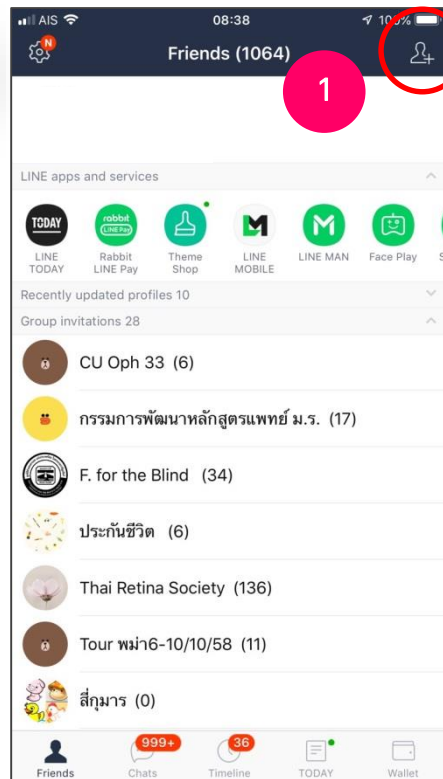 AIS 08:38 100%
N
Friends (1064)
1
LINE apps and services
TODAY
rabbit
LINE Pay
M
LINE TODAY
Rabbit LINE Pay
Theme Shop
LINE MOBILE
LINE MAN
Face Play
S
Recently updated profiles 10
Group invitations 28
CU Oph 33 (6)
กรรมการพัฒนาหลักสูตรแพทย์ ม.ร. (17)
F. for the Blind (34)
ประกันชีวิต (6)
Thai Retina Society (136)
Tour พม่า6-10/10/58 (11)
สี่กุมาร (0)
999+
36
Friends
Chats
Timeline
TODAY
Wallet